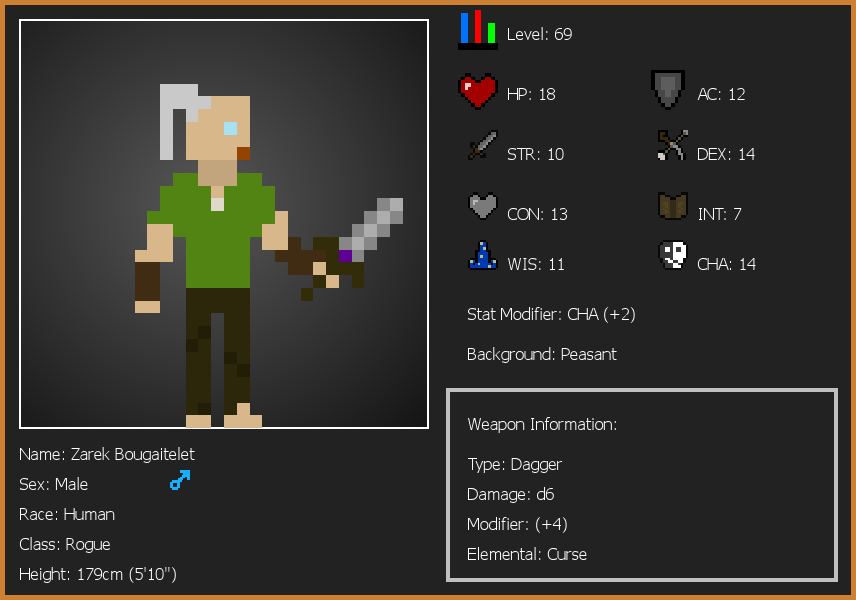 Level: 69
HP: 18
AC: 12
STR: 10
DEX: 14
CON: 13
INT: 7
WIS: 11
CHA: 14
Stat Modifier: CHA (+2)
Background: Peasant
Weapon Information:
Type: Dagger
Damage: d6
Modifier: (+4)
Elemental: Curse
Name: Zarek Bougaitelet
Sex: Male
Race: Human
Class: Rogue
Height: 179cm (5'10")